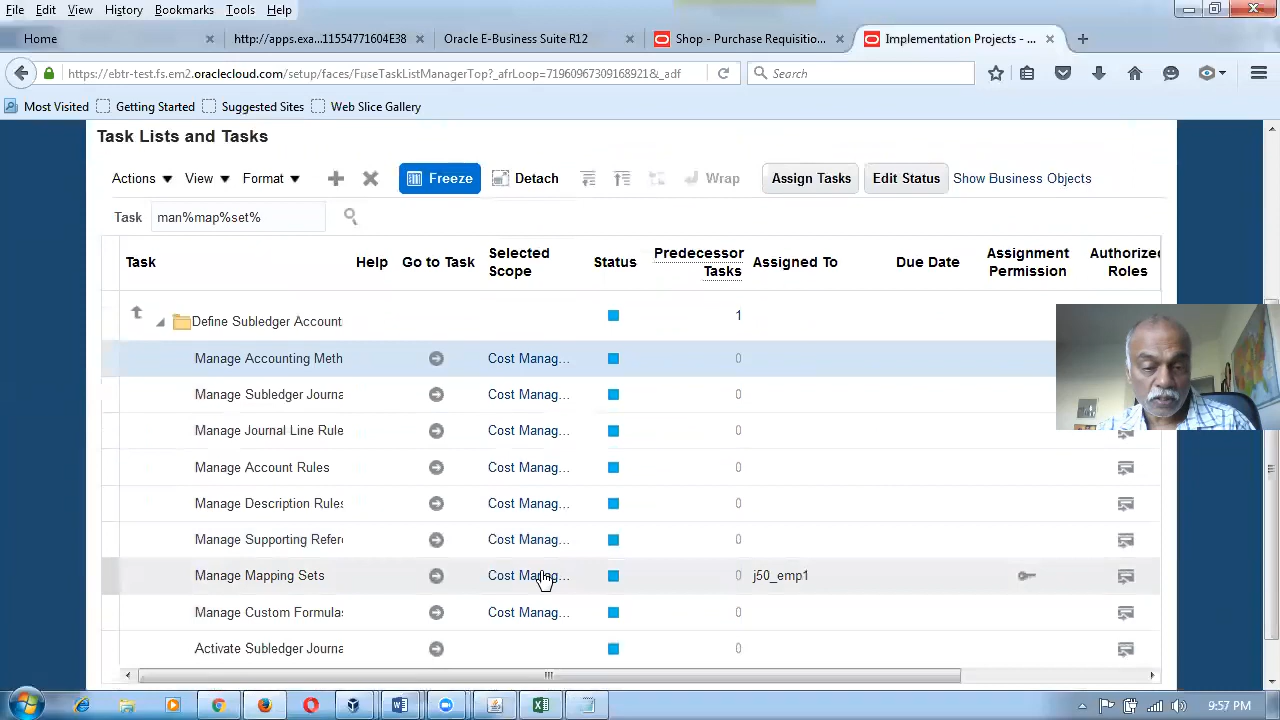 File Edit View History Bookmarks Tools Help
Home http://apps.exa...11554771604E38 Oracle E-Business Suite R12 Shop - Purchase Requisitio... Implementation Projects - ...
https://ebtr-test.fs.em2.oraclecloud.com/setup/faces/FuseTaskListManagerTop?_afrLoop=71960967309168921&_adf Search
Most Visited Getting Started Suggested Sites Web Slice Gallery
Task Lists and Tasks
Actions View Format Freeze Detach Wrap Assign Tasks Edit Status Show Business Objects
Task man%map%set%
Task Help Go to Task Selected Scope Status Predecessor Tasks Assigned To Due Date Assignment Permission Authorized Roles
Define Subledger Account 1
Manage Accounting Meth Cost Manag... 0
Manage Subledger Journa Cost Manag... 0
Manage Journal Line Rule Cost Manag... 0
Manage Account Rules Cost Manag... 0
Manage Description Rules Cost Manag... 0
Manage Supporting Refer Cost Manag... 0
Manage Mapping Sets Cost Manag... 0 j50_emp1
Manage Custom Formulas Cost Manag... 0
Activate Subledger Journa 0
9:57 PM